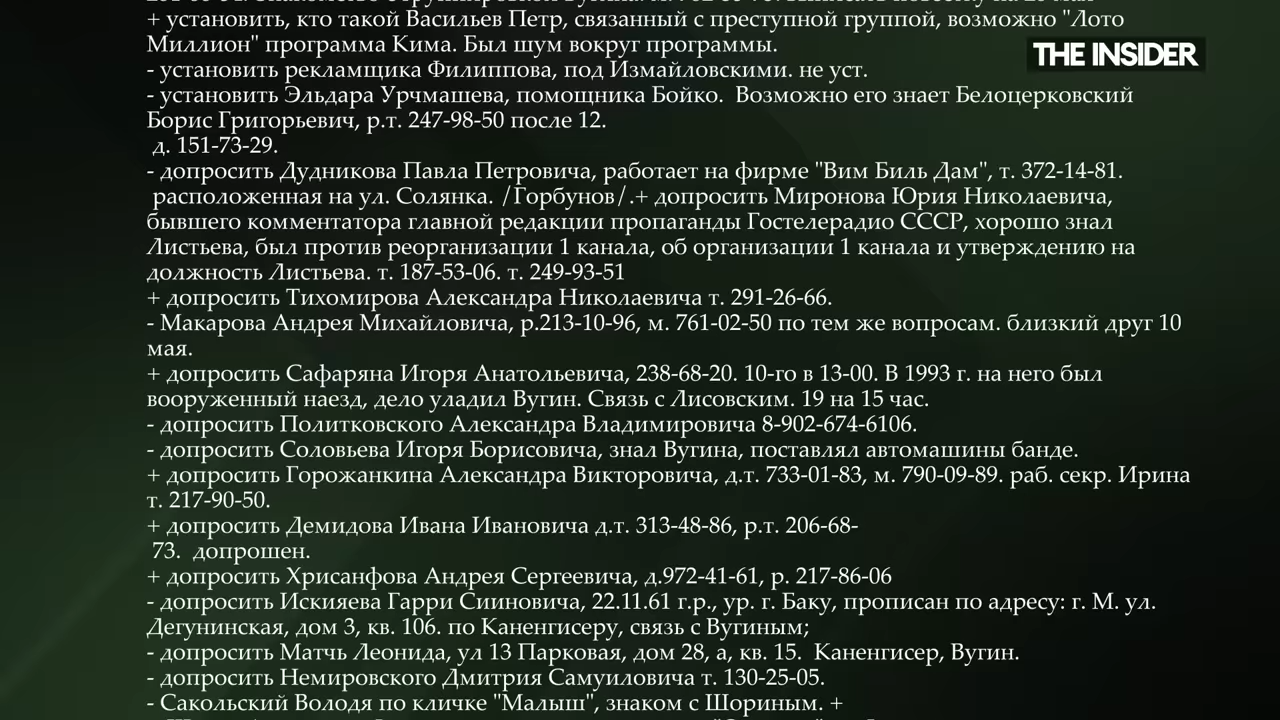 + установить, кто такой Васильев Петр, связанный с преступной группой, возможно "Лото
Миллион" программа Кима. Был шум вокруг программы.
THE INSIDER
- установить рекламщика Филиппова, под Измайловскими. не уст.
- установить Эльдара Урчмашева, помощника Бойко.  Возможно его знает Белоцерковский
Борис Григорьевич, р.т. 247-98-50 после 12.
д. 151-73-29.
- допросить Дудникова Павла Петровича, работает на фирме "Вим Биль Дам", т. 372-14-81.
расположенная на ул. Солянка. /Горбунов/.+ допросить Миронова Юрия Николаевича,
бывшего комментатора главной редакции пропаганды Гостелерадио СССР, хорошо знал
Листьева, был против реорганизации 1 канала, об организации 1 канала и утверждению на
должность Листьева. т. 187-53-06. т. 249-93-51
+ допросить Тихомирова Александра Николаевича т. 291-26-66.
- Макарова Андрея Михайловича, р.213-10-96, м. 761-02-50 по тем же вопросам. близкий друг 10
мая.
+ допросить Сафаряна Игоря Анатольевича, 238-68-20. 10-го в 13-00. В 1993 г. на него был
вооруженный наезд, дело уладил Вугин. Связь с Лисовским. 19 на 15 час.
- допросить Политковского Александра Владимировича 8-902-674-6106.
- допросить Соловьева Игоря Борисовича, знал Вугина, поставлял автомашины банде.
+ допросить Горожанкина Александра Викторовича, д.т. 733-01-83, м. 790-09-89. раб. секр. Ирина
т. 217-90-50.
+ допросить Демидова Ивана Ивановича д.т. 313-48-86, р.т. 206-68-
73.  допрошен.
+ допросить Хрисанфова Андрея Сергеевича, д.972-41-61, р. 217-86-06
- допросить Искияева Гарри Сииновича, 22.11.61 г.р., ур. г. Баку, прописан по адресу: г. М. ул.
Дегунинская, дом 3, кв. 106. по Каненгисеру, связь с Вугиным;
- допросить Матчь Леонида, ул 13 Парковая, дом 28, а, кв. 15.  Каненгисер, Вугин.
- допросить Немировского Дмитрия Самуиловича т. 130-25-05.
- Сакольский Володя по кличке "Малыш", знаком с Шориным. +